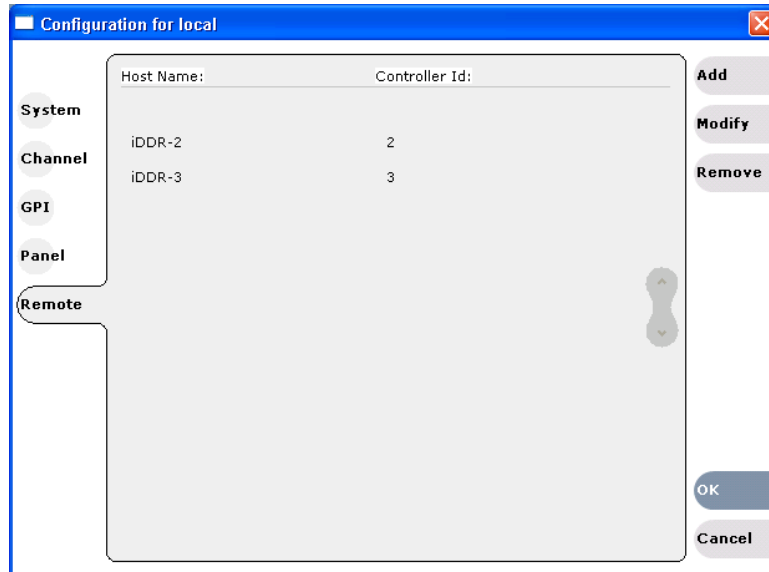 Configuration for local
Host Name: Controller Id:
iDDR-2 2
iDDR-3 3
System
Channel
GPI
Panel
Remote
Add
Modify
Remove
OK
Cancel